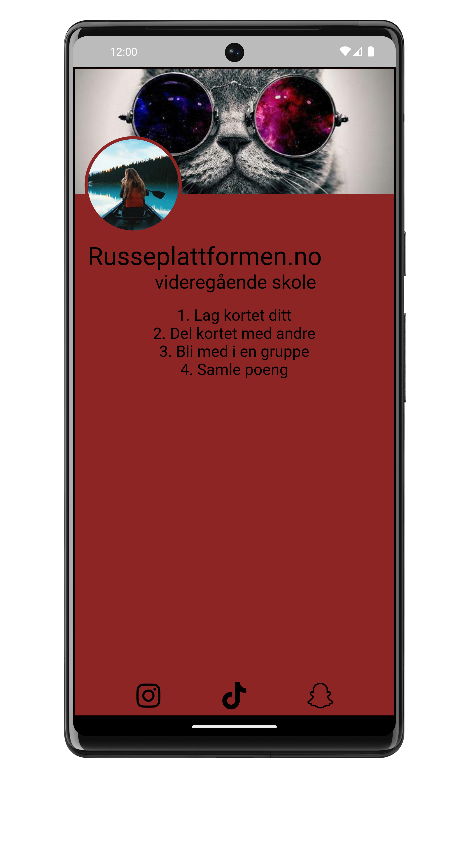 12:00
Russeplattformen.no
videregående skole
1. Lag kortet ditt
2. Del kortet med andre
3. Bli med i en gruppe
4. Samle poeng